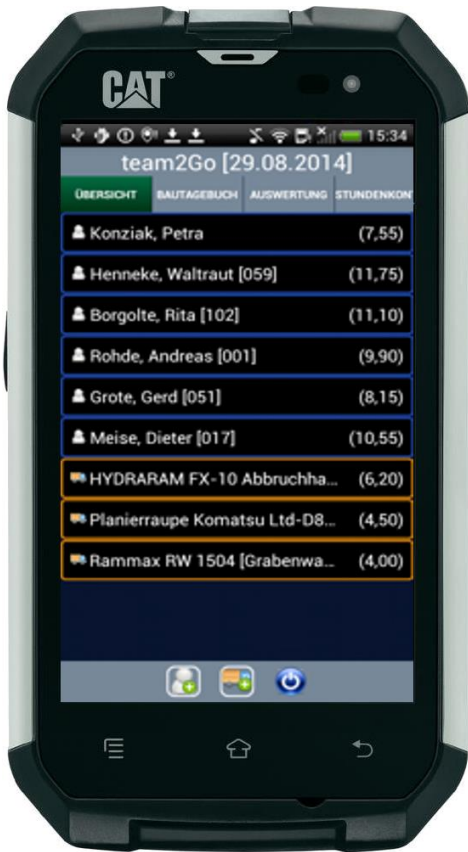 CAT®
15:34
team2Go [29.08.2014]
ÜBERSICHT BAUTAGEBUCH AUSWERTUNG STUNDENKON
Konziak, Petra (7,55)
Henneke, Waltraut [059] (11,75)
Borgolte, Rita [102] (11,10)
Rohde, Andreas [001] (9,90)
Grote, Gerd [051] (8,15)
Meise, Dieter [017] (10,55)
HYDRARAM FX-10 Abbruchha... (6,20)
Planierraupe Komatsu Ltd-D8... (4,50)
Rammax RW 1504 [Grabenwa... (4,00)